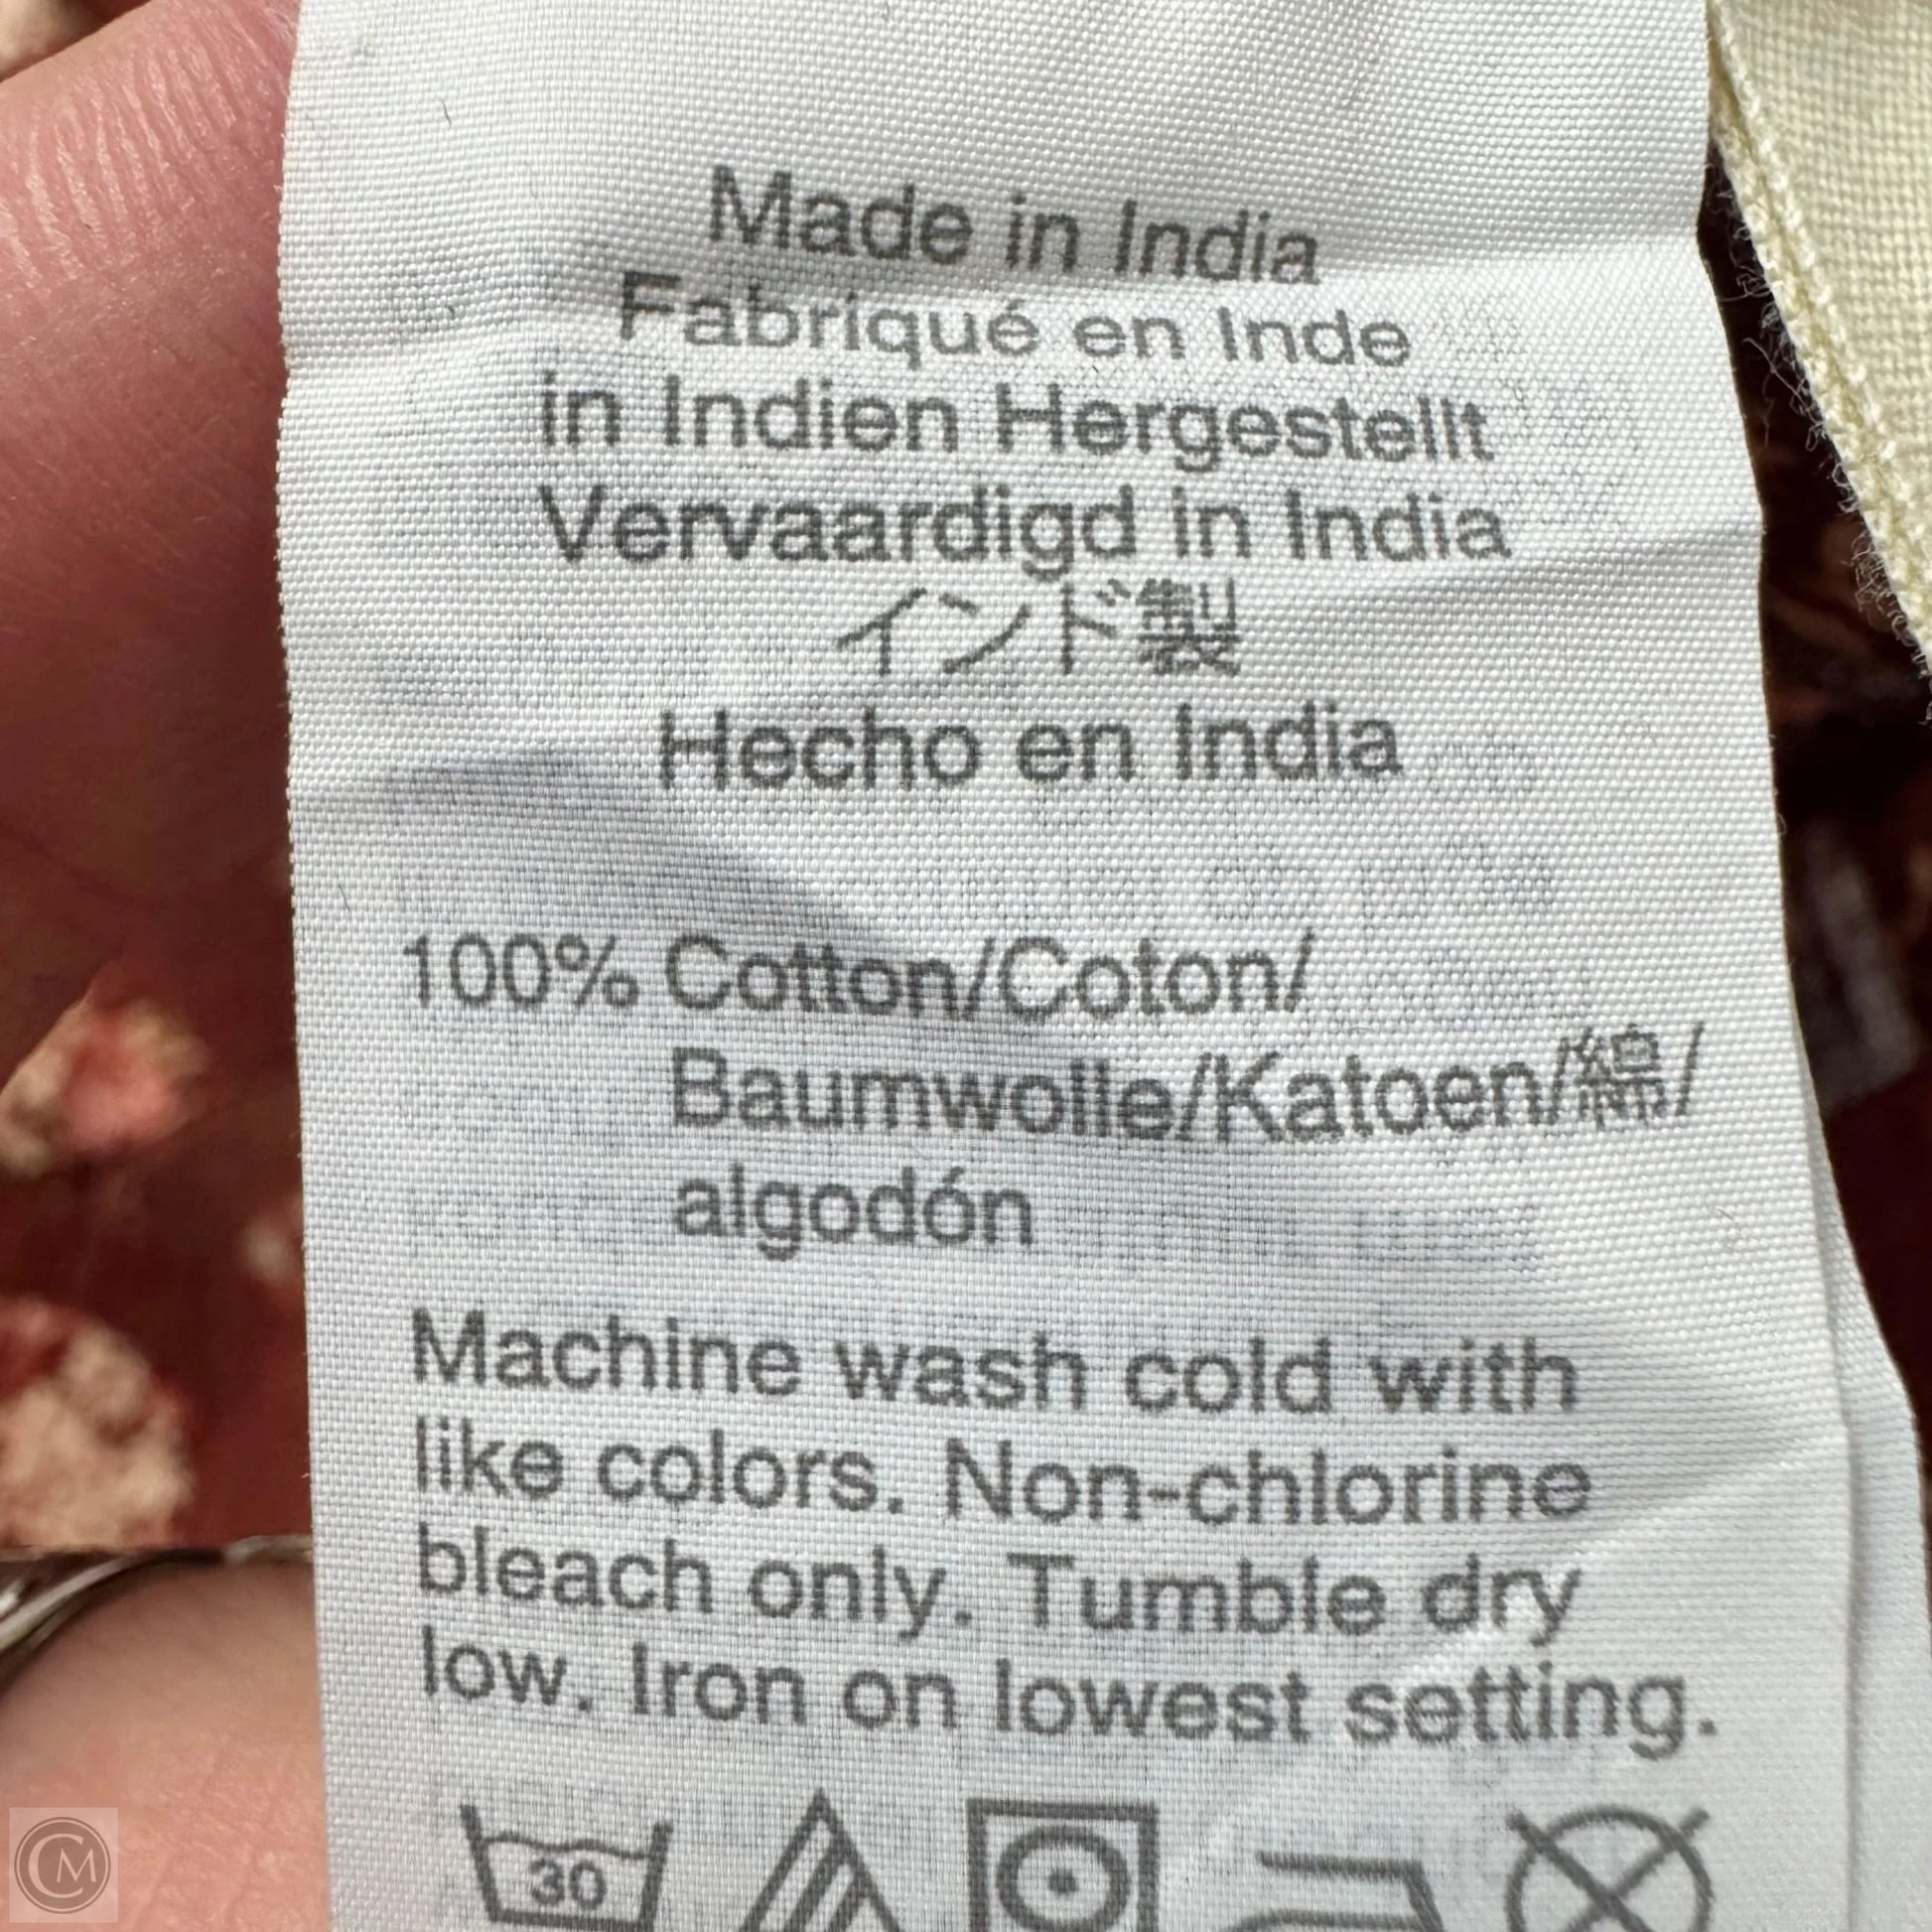 Made in India
Fabriqué en Inde
in Indien Hergestellt
Vervaardigd in India
インド製
Hecho en India
100% Cotton/Coton/
Baumwolle/Katoen/綿/
algodón
Machine wash cold with
like colors. Non-chlorine
bleach only. Tumble dry
low. Iron on lowest setting.
30
CM